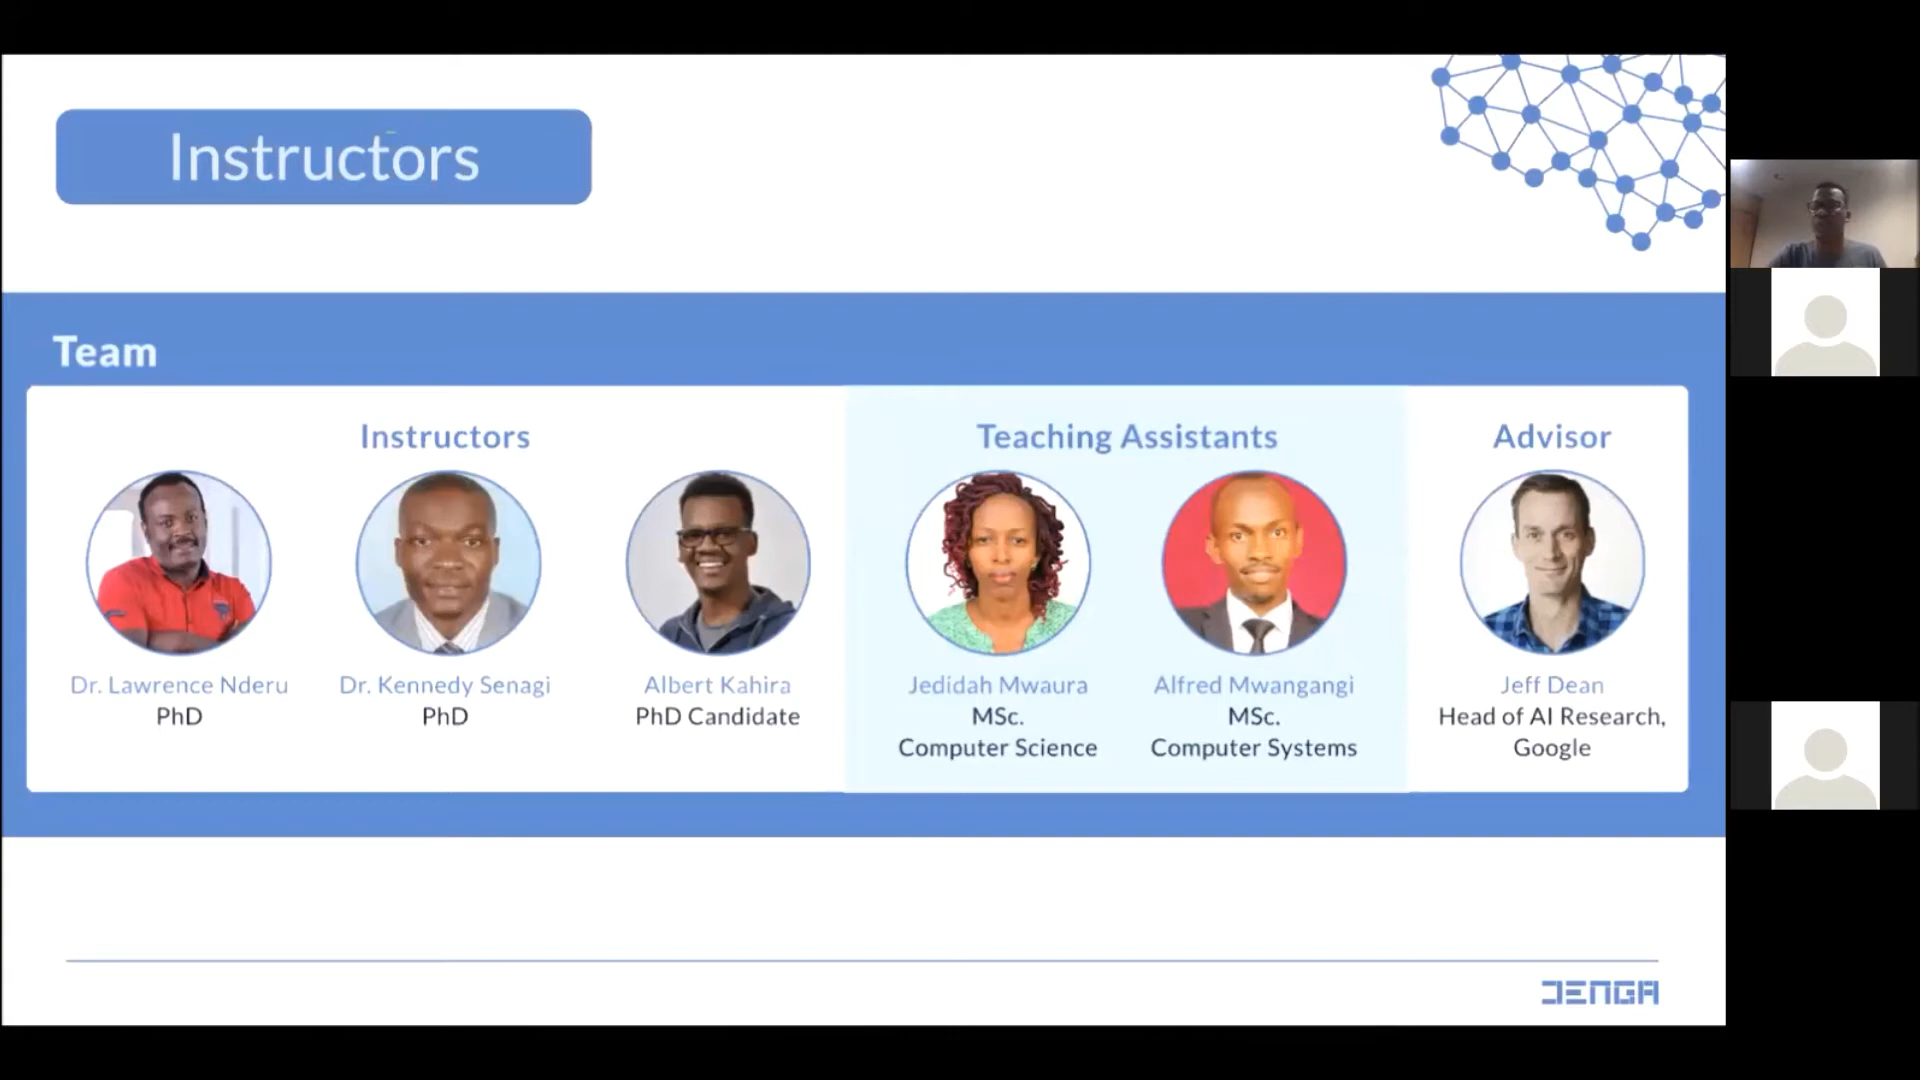 Instructors
Team
Instructors
Dr. Lawrence Nderu
PhD
Dr. Kennedy Senagi
PhD
Albert Kahira
PhD Candidate
Teaching Assistants
Jedidah Mwaura
MSc.
Computer Science
Alfred Mwangangi
MSc.
Computer Systems
Advisor
Jeff Dean
Head of AI Research,
Google
JENGA